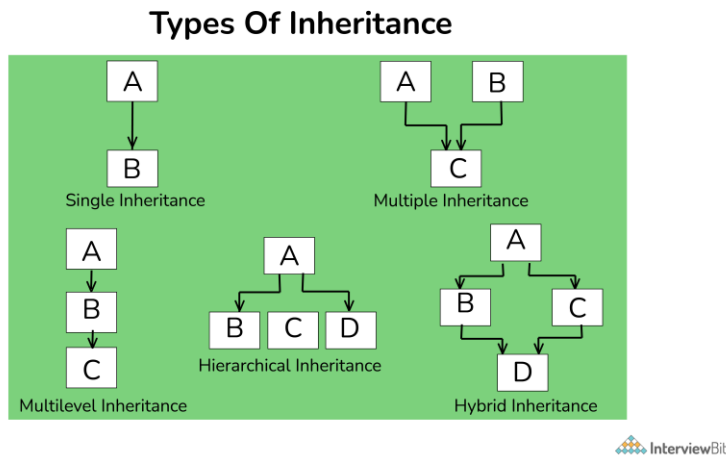 Types Of Inheritance
A
B
Single Inheritance
A B
C
Multiple Inheritance
A
B
C
Multilevel Inheritance
A
B C D
Hierarchical Inheritance
A
B C
D
Hybrid Inheritance
InterviewBit